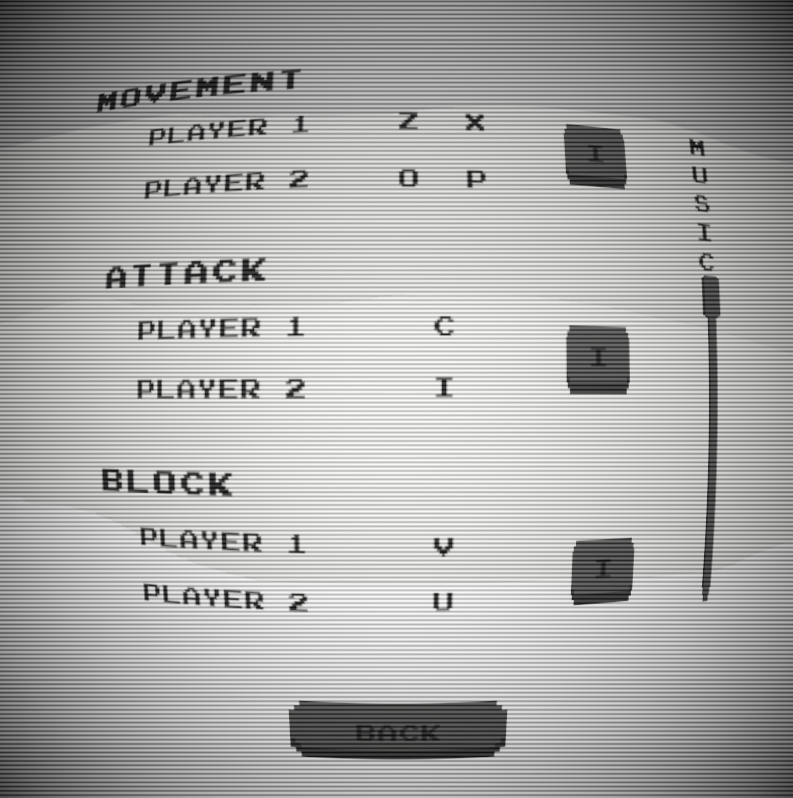 MOVEMENT
PLAYER 1 Z X
I
PLAYER 2 O P
ATTACK
PLAYER 1 C
I
PLAYER 2 I
BLOCK
PLAYER 1 V
I
PLAYER 2 U
MUSIC
BACK